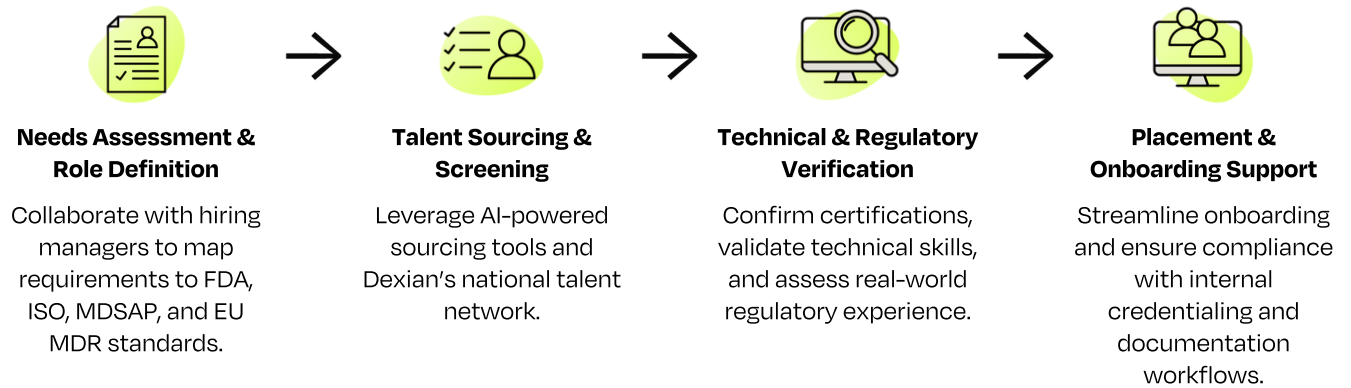 Needs Assessment &
Role Definition
Collaborate with hiring
managers to map
requirements to FDA,
ISO, MDSAP, and EU
MDR standards.
Talent Sourcing &
Screening
Leverage AI-powered
sourcing tools and
Dexian’s national talent
network.
Technical & Regulatory
Verification
Confirm certifications,
validate technical skills,
and assess real-world
regulatory experience.
Placement &
Onboarding Support
Streamline onboarding
and ensure compliance
with internal
credentialing and
documentation
workflows.